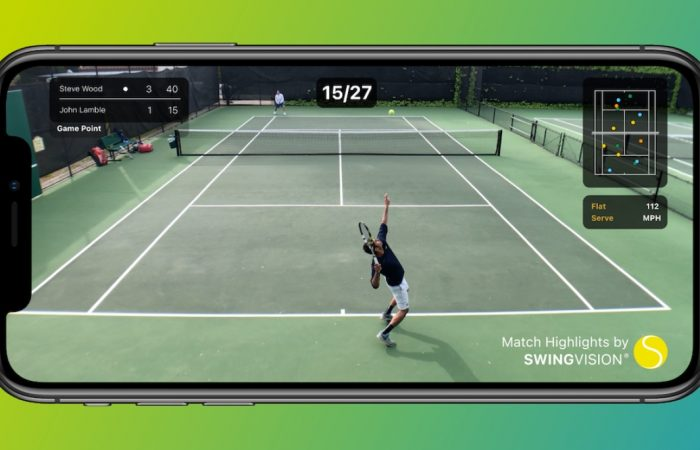 Steve Wood 3 40
John Lamble 1 15
Game Point
15/27
Flat 112
Serve MPH
Match Highlights by
SWINGVISION®